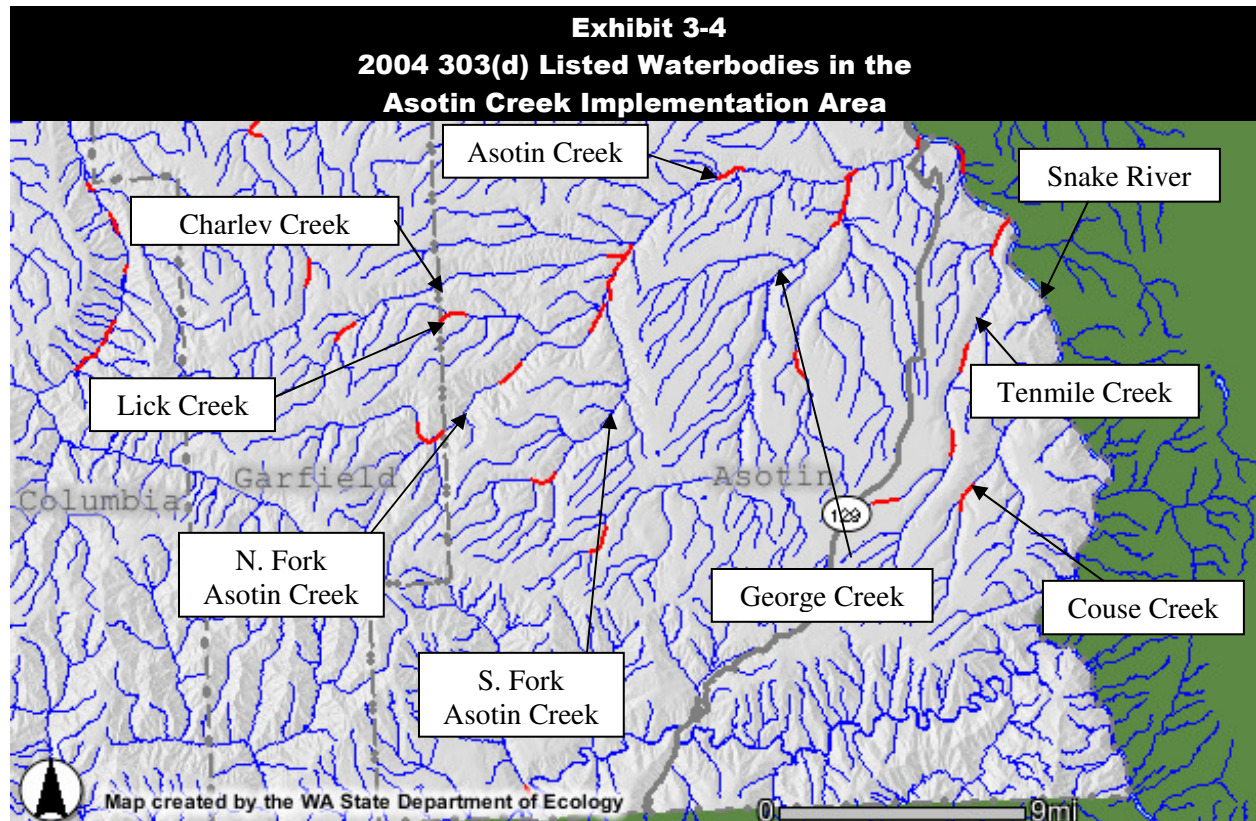 Exhibit 3-4
2004 303(d) Listed Waterbodies in the
Asotin Creek Implementation Area
Asotin Creek
Snake River
Charlev Creek
Lick Creek
Tenmile Creek
Garfield
Asotin
Columbia
129
N. Fork
Asotin Creek
George Creek
Couse Creek
S. Fork
Asotin Creek
Map created by the WA State Department of Ecology
0 9mi